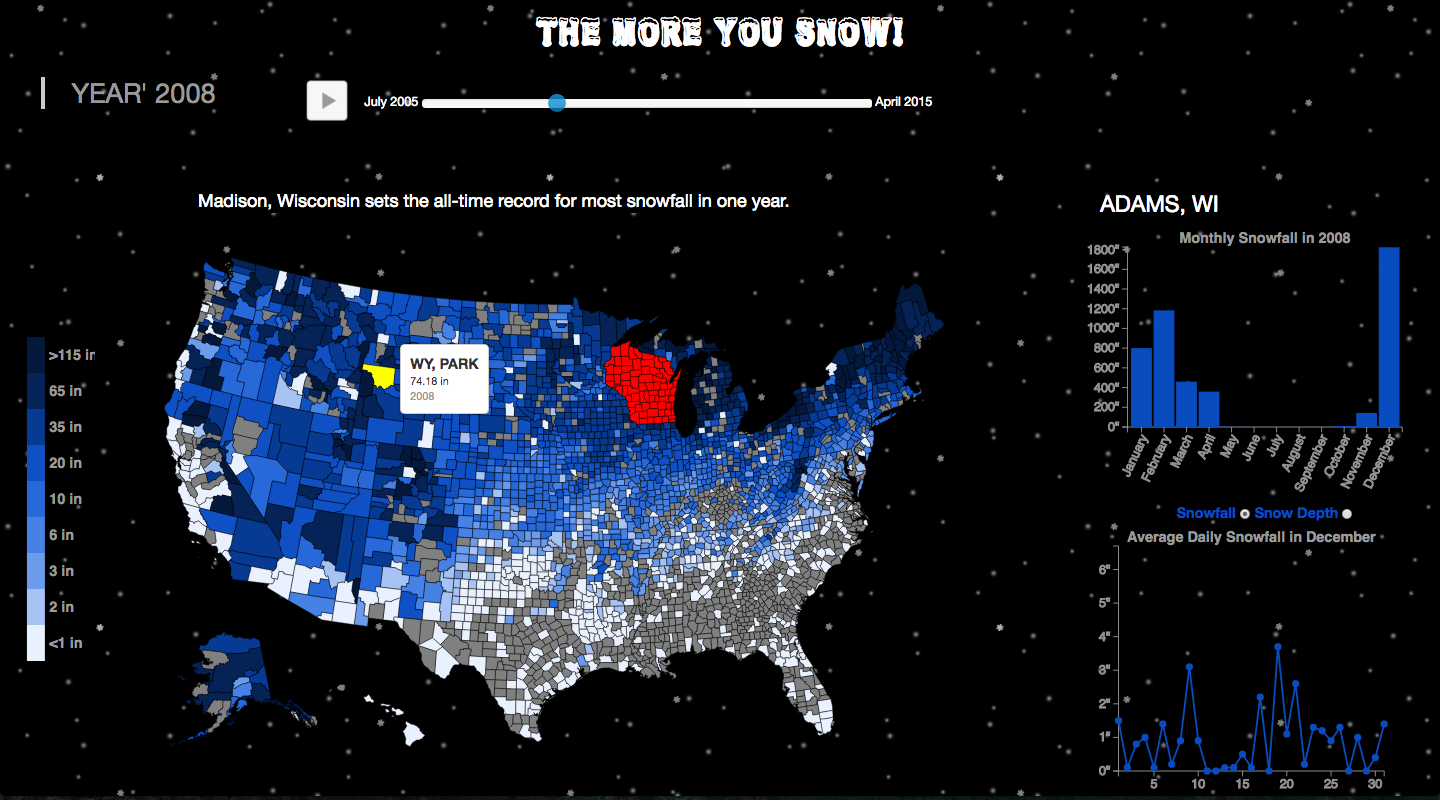 THE MORE YOU SNOW!
YEAR' 2008
July 2005
April 2015
Madison, Wisconsin sets the all-time record for most snowfall in one year.
>115 in
65 in
35 in
20 in
10 in
6 in
3 in
2 in
<1 in
WY, PARK
74.18 in
2008
ADAMS, WI
Monthly Snowfall in 2008
1800"
1600"
1400"
1200"
1000"
800"
600"
400"
200"
0"
January
February
March
April
May
June
July
August
September
October
November
December
Snowfall Snow Depth
Average Daily Snowfall in December
6"
5"
4"
3"
2"
1"
0"
5 10 15 20 25 30